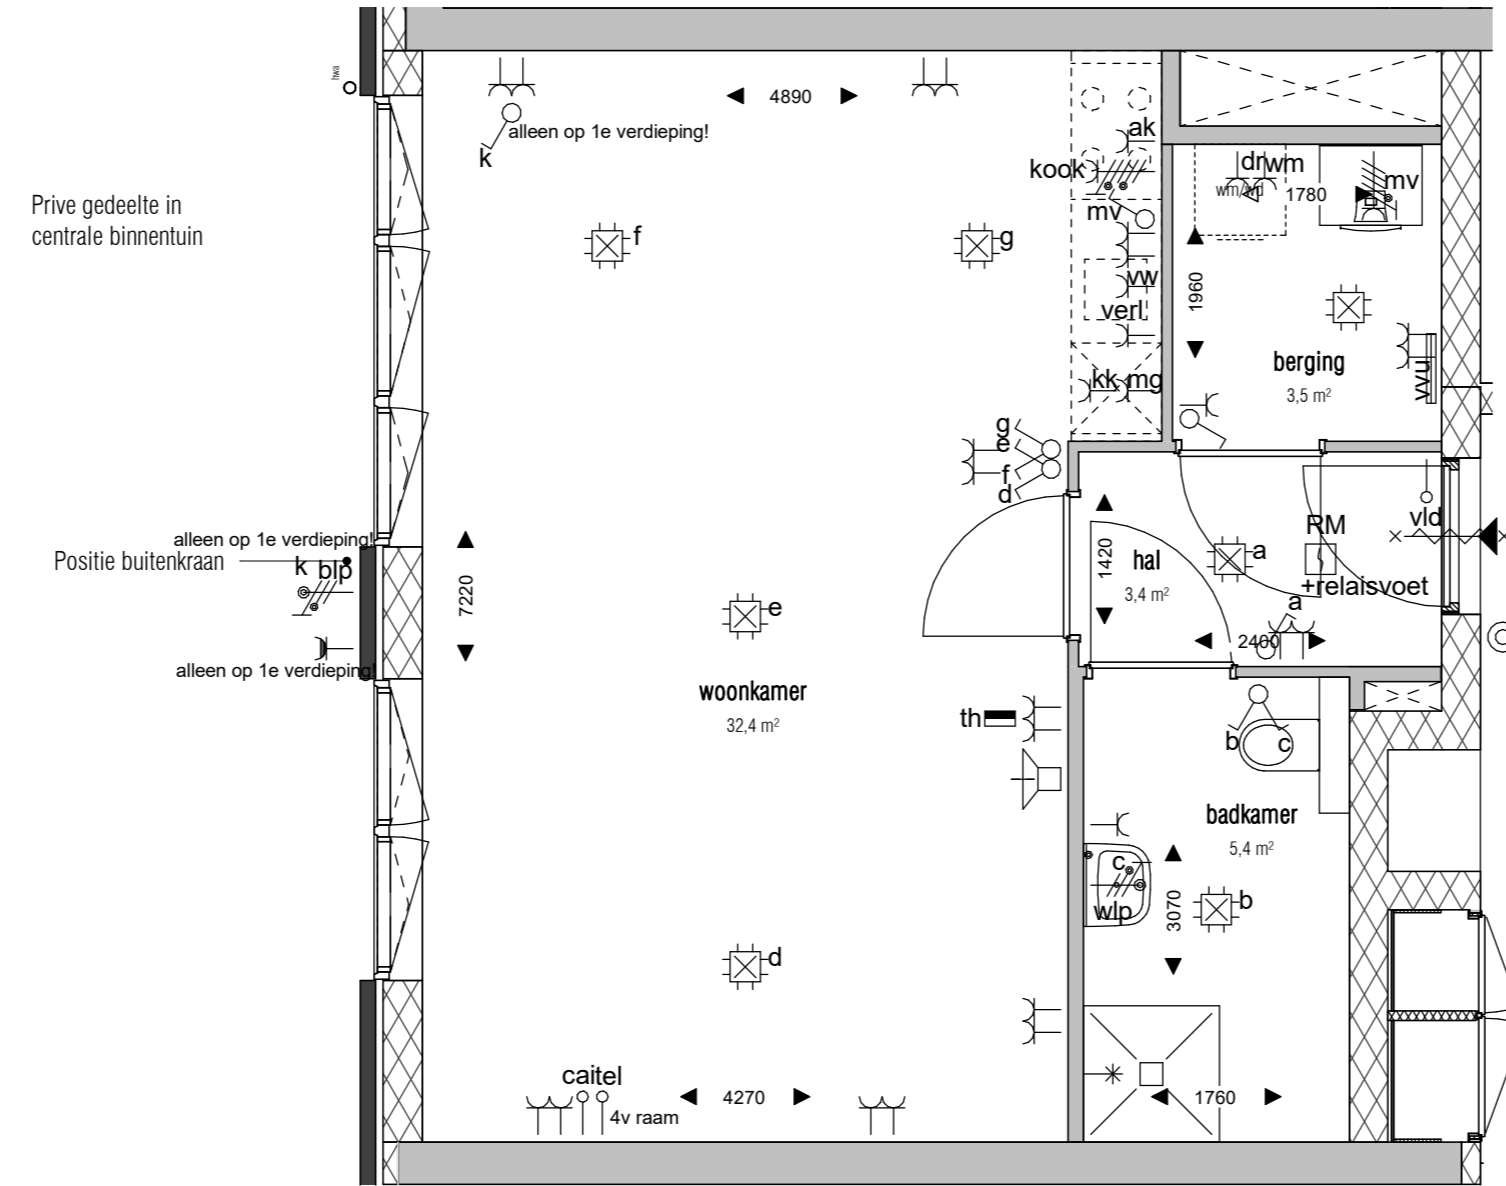 hwa
4890
alleen op 1e verdieping!
k
ak
kook
mv
dr wm
wm/wd
1780
mv
Prive gedeelte in
centrale binnentuin
f
g
vw
verl
1960
berging
3,5 m²
vvu
kk mg
g
e
f
d
alleen op 1e verdieping!
Positie buitenkraan
k blp
alleen op 1e verdieping!
7220
e
1420
hal
3,4 m²
a
RM
+relaisvoet
vld
a
2400
woonkamer
32,4 m²
th
b
c
badkamer
5,4 m²
c
wlp
3070
b
d
caitel
4v raam
4270
1760